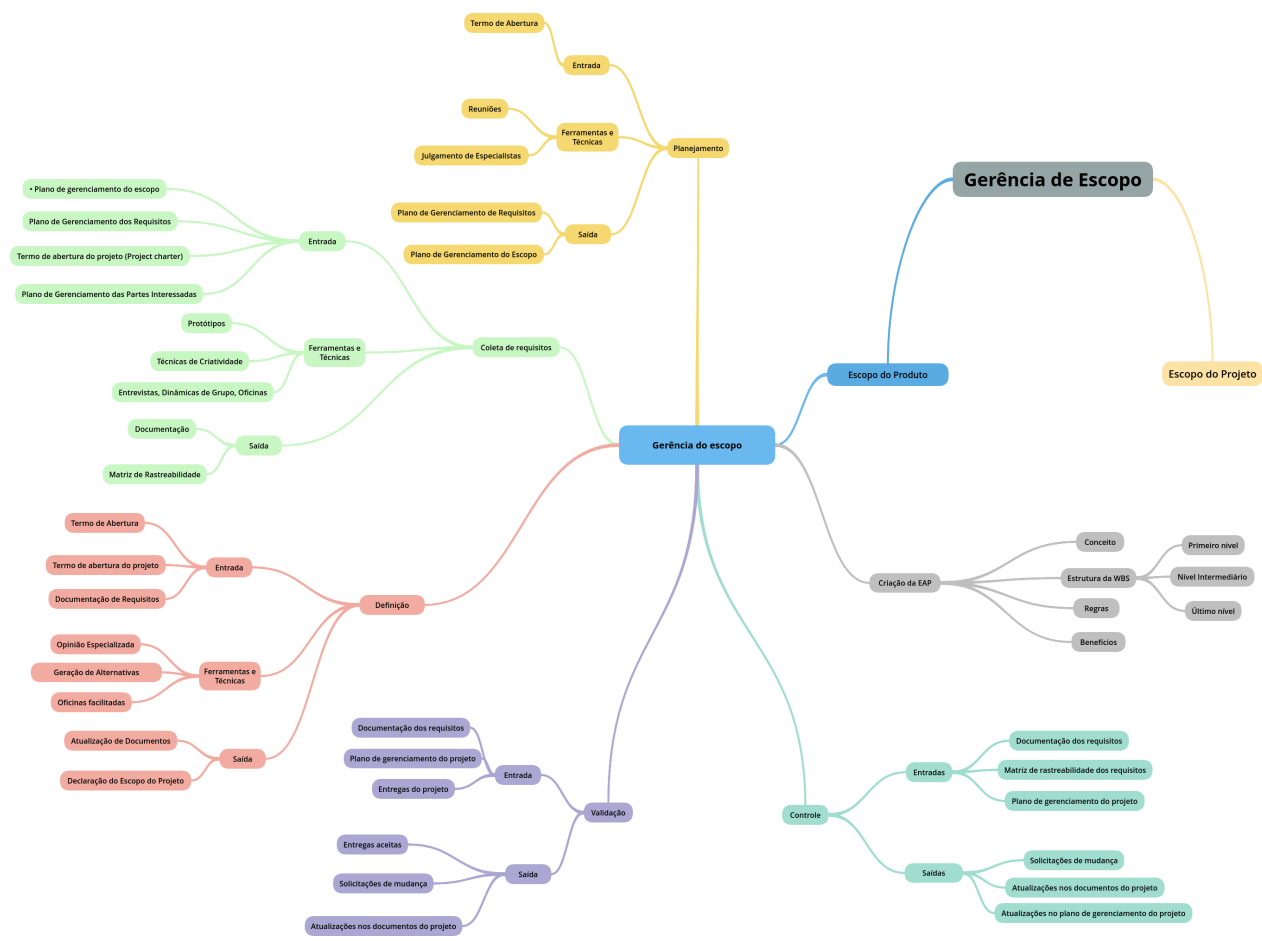 Gerência de Escopo
Escopo do Produto
Escopo do Projeto
Gerência do escopo
Planejamento
Entrada
Termo de Abertura
Ferramentas e
Técnicas
Reuniões
Julgamento de Especialistas
Saída
Plano de Gerenciamento de Requisitos
Plano de Gerenciamento do Escopo
Coleta de requisitos
Entrada
• Plano de gerenciamento do escopo
Plano de Gerenciamento dos Requisitos
Termo de abertura do projeto (Project charter)
Plano de Gerenciamento das Partes Interessadas
Ferramentas e
Técnicas
Protótipos
Técnicas de Criatividade
Entrevistas, Dinâmicas de Grupo, Oficinas
Saída
Documentação
Matriz de Rastreabilidade
Definição
Entrada
Termo de Abertura
Termo de abertura do projeto
Documentação de Requisitos
Ferramentas e
Técnicas
Opinião Especializada
Geração de Alternativas
Oficinas facilitadas
Saída
Atualização de Documentos
Declaração do Escopo do Projeto
Validação
Entrada
Documentação dos requisitos
Plano de gerenciamento do projeto
Entregas do projeto
Saída
Entregas aceitas
Solicitações de mudança
Atualizações nos documentos do projeto
Controle
Entradas
Documentação dos requisitos
Matriz de rastreabilidade dos requisitos
Plano de gerenciamento do projeto
Saídas
Solicitações de mudança
Atualizações nos documentos do projeto
Atualizações no plano de gerenciamento do projeto
Criação da EAP
Conceito
Estrutura da WBS
Primeiro nível
Nível Intermediário
Último nível
Regras
Benefícios